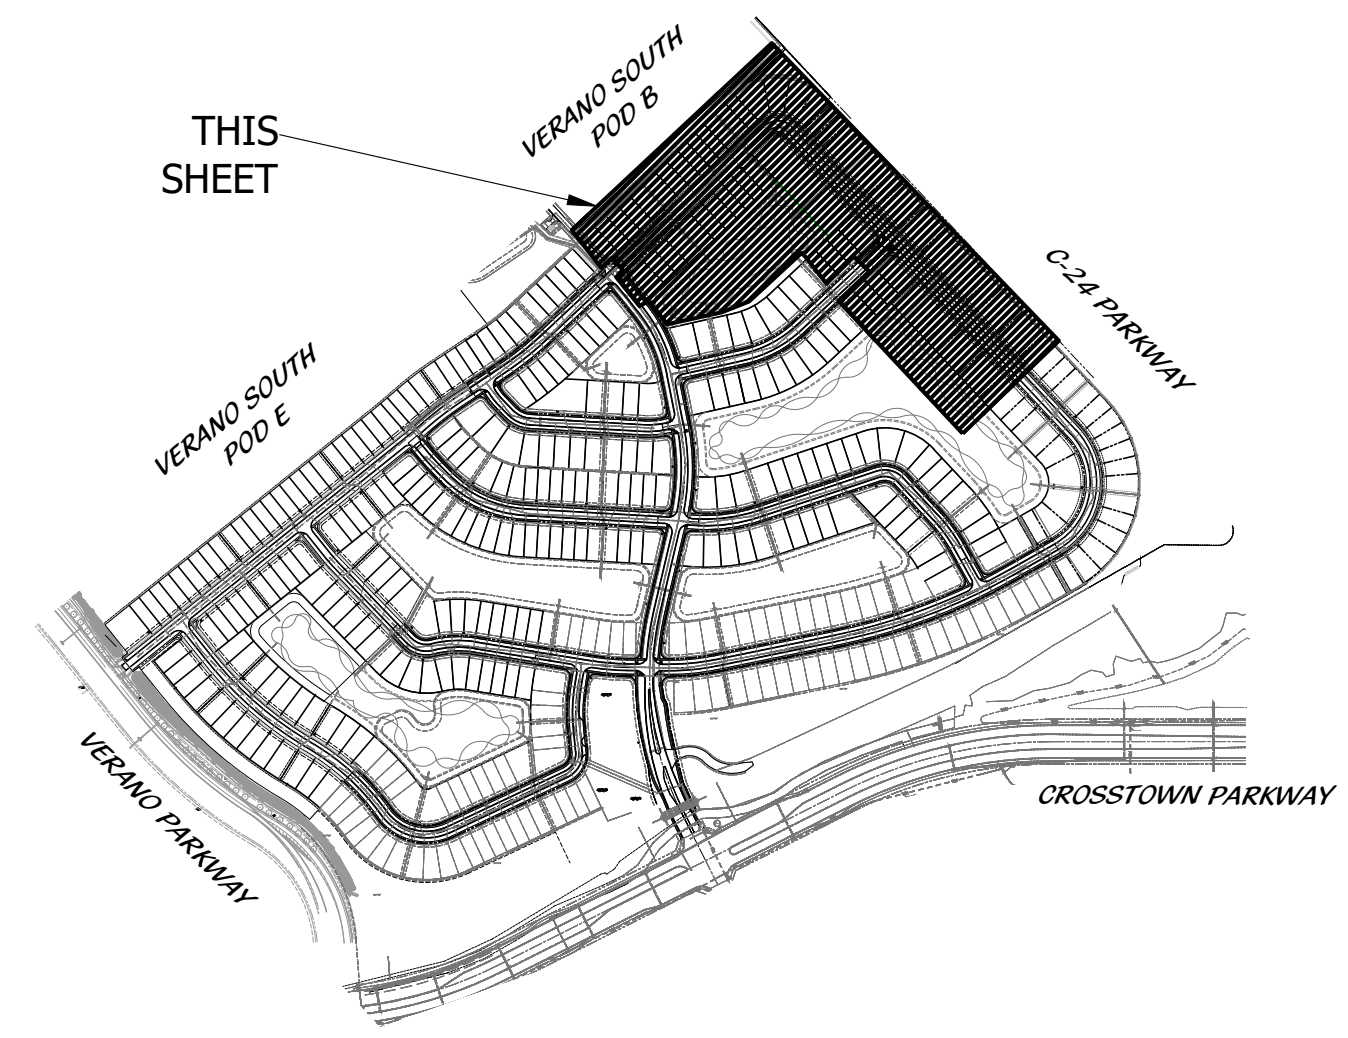 VERANO SOUTH
POD B
THIS
SHEET
C-24 PARKWAY
VERANO SOUTH
POD E
VERANO PARKWAY
CROSSTOWN PARKWAY